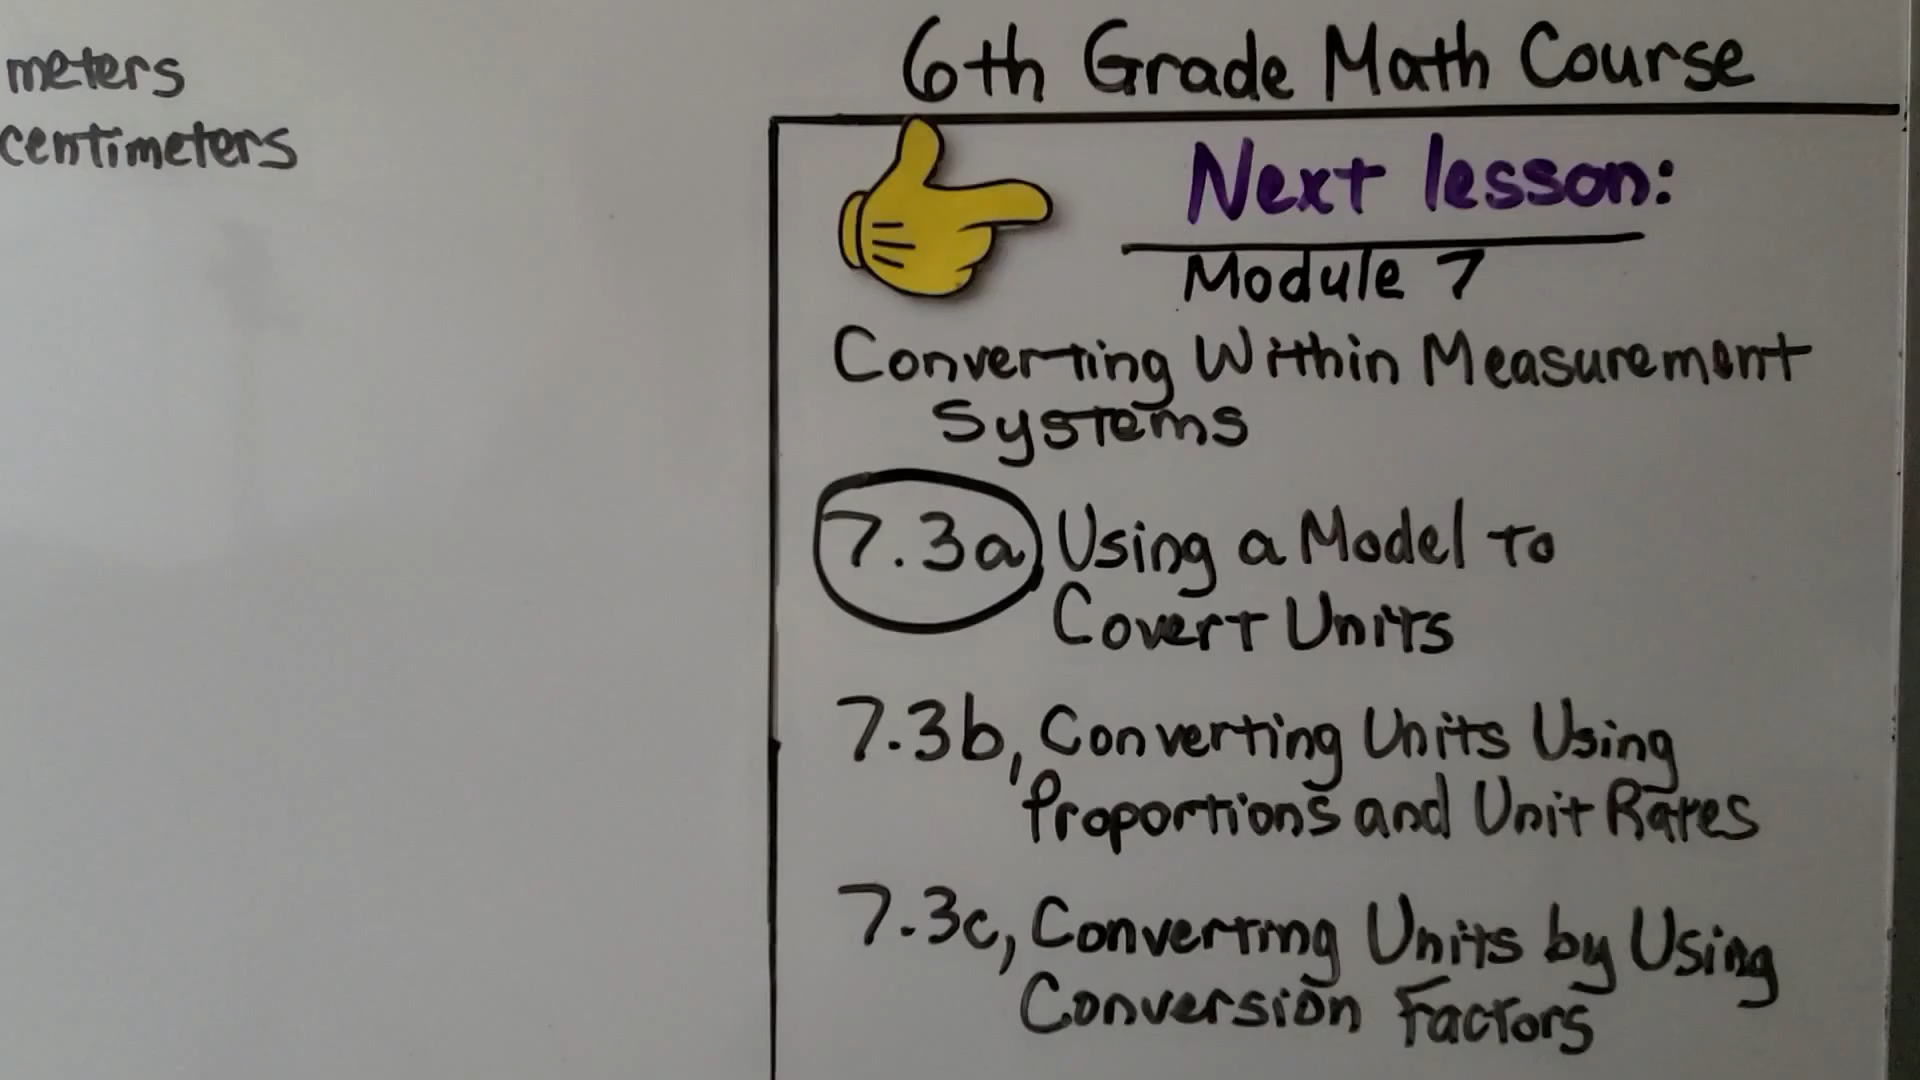 meters
centimeters
6th Grade Math Course
Next lesson:
Module 7
Converting Within Measurement
Systems
7.3a Using a Model to
Covert Units
7.3b, Converting Units Using
Proportions and Unit Rates
7.3c, Converting Units by Using
Conversion Factors